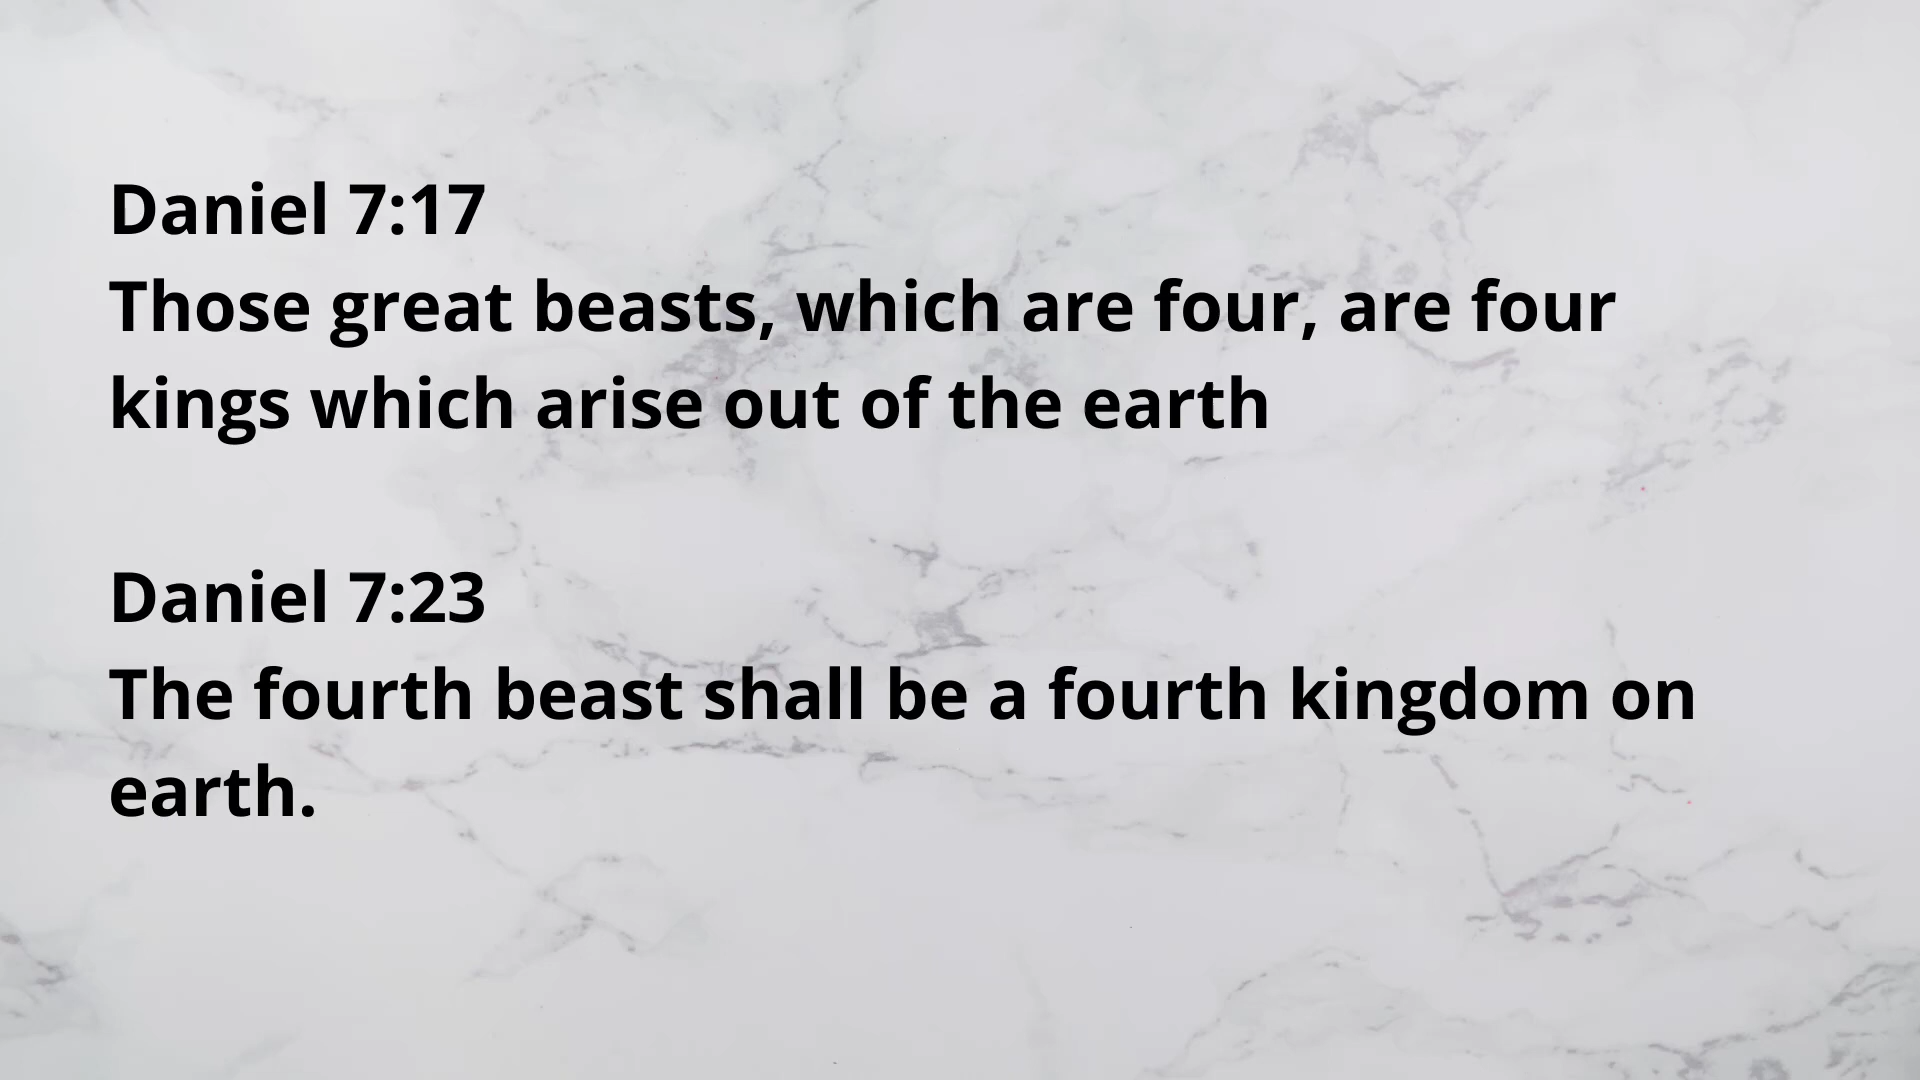 Daniel 7:17
Those great beasts, which are four, are four
kings which arise out of the earth
Daniel 7:23
The fourth beast shall be a fourth kingdom on
earth.